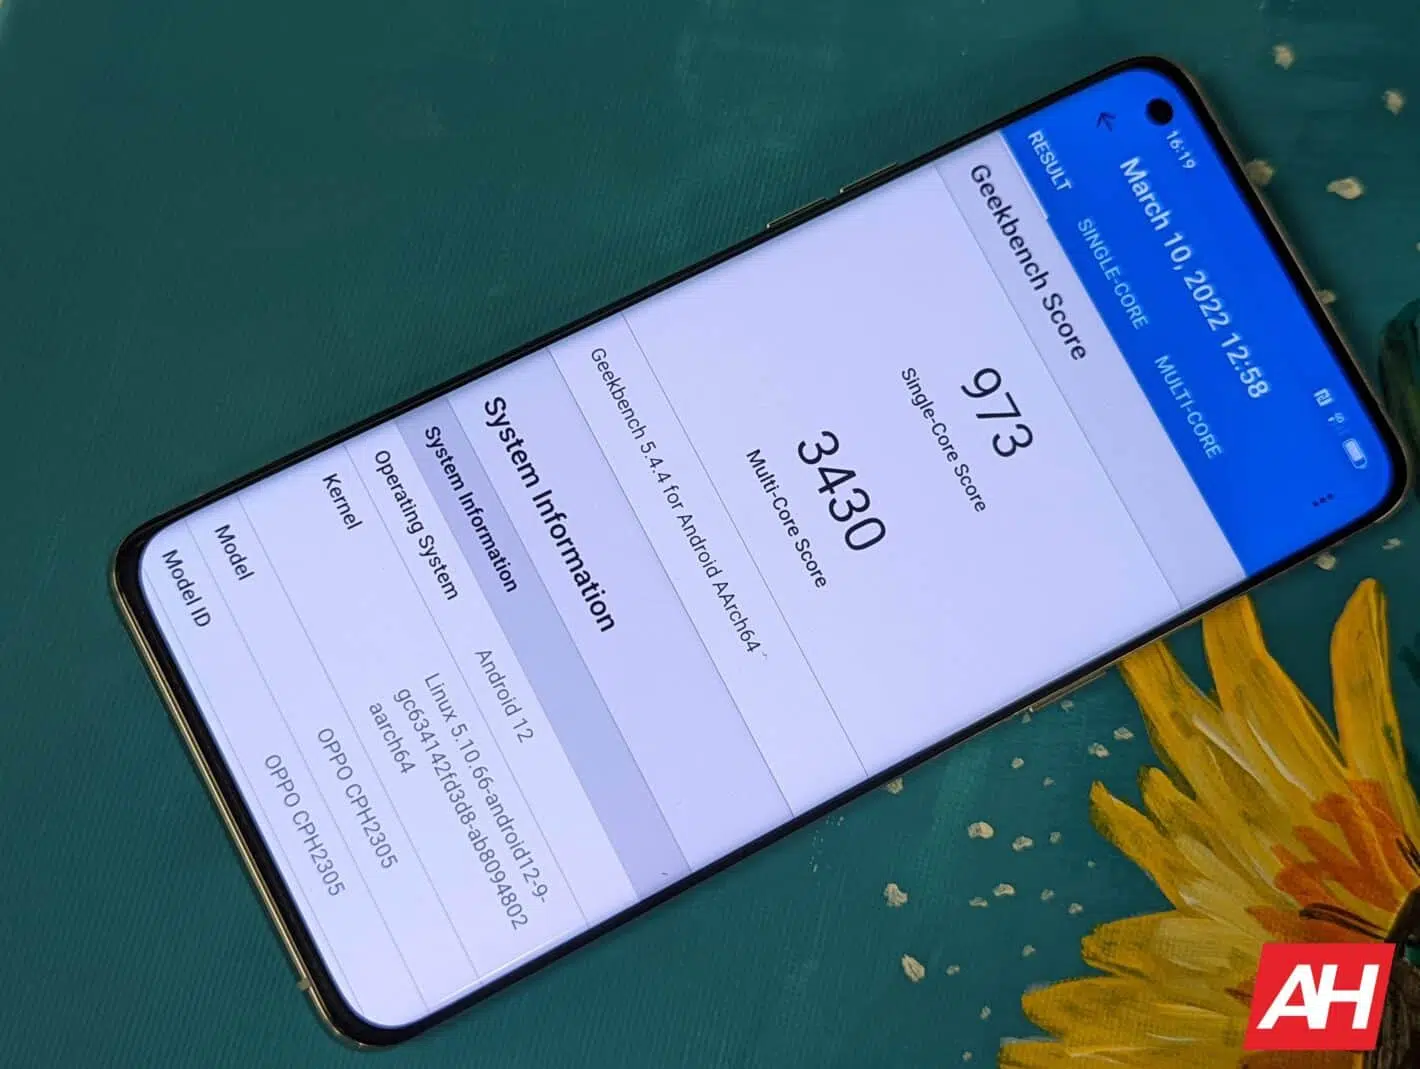 16:19
March 10, 2022 12:58
RESULT SINGLE-CORE MULTI-CORE
Geekbench Score
973
Single-Core Score
3430
Multi-Core Score
Geekbench 5.4.4 for Android AArch64
System Information
System Information
Operating System Android 12
Kernel Linux 5.10.66-android12-9-
gc634142fd3d8-ab8094802
aarch64
Model OPPO CPH2305
Model ID OPPO CPH2305
AH